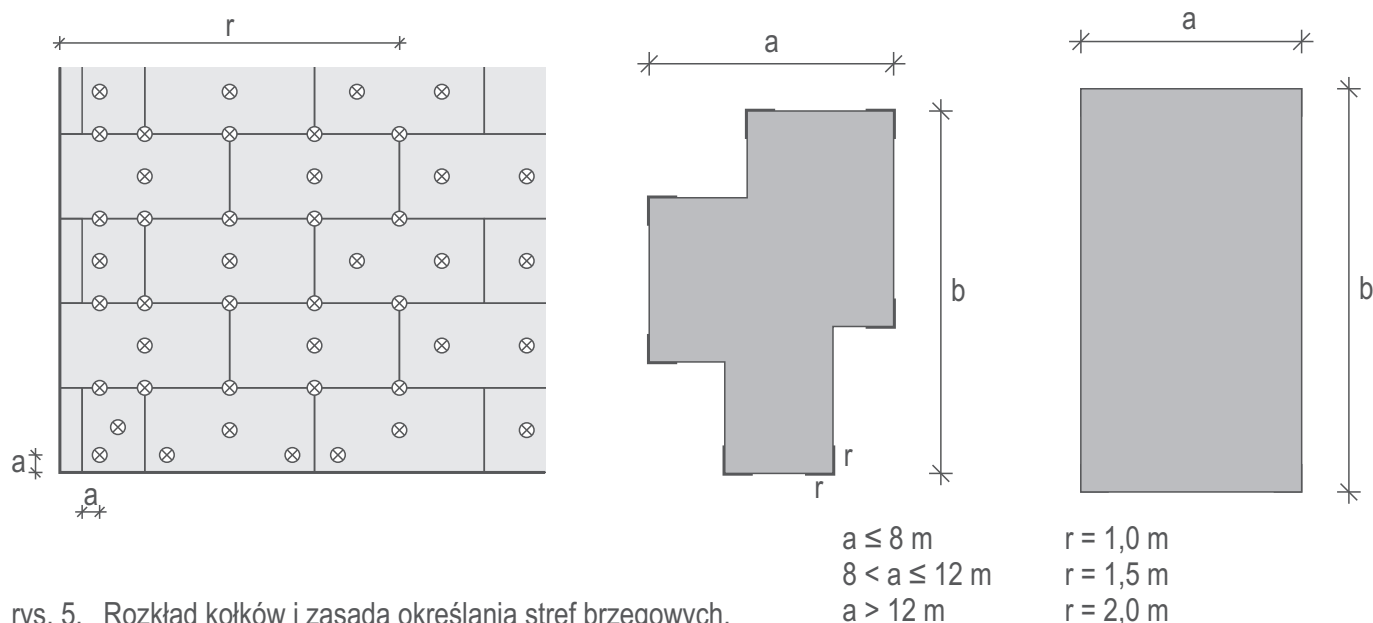 r
a
a
a
b
r
r
a
b
a ≤ 8 m r = 1,0 m
8 < a ≤ 12 m r = 1,5 m
a > 12 m r = 2,0 m
rys. 5. Rozkład kołków i zasada określania stref brzegowych.